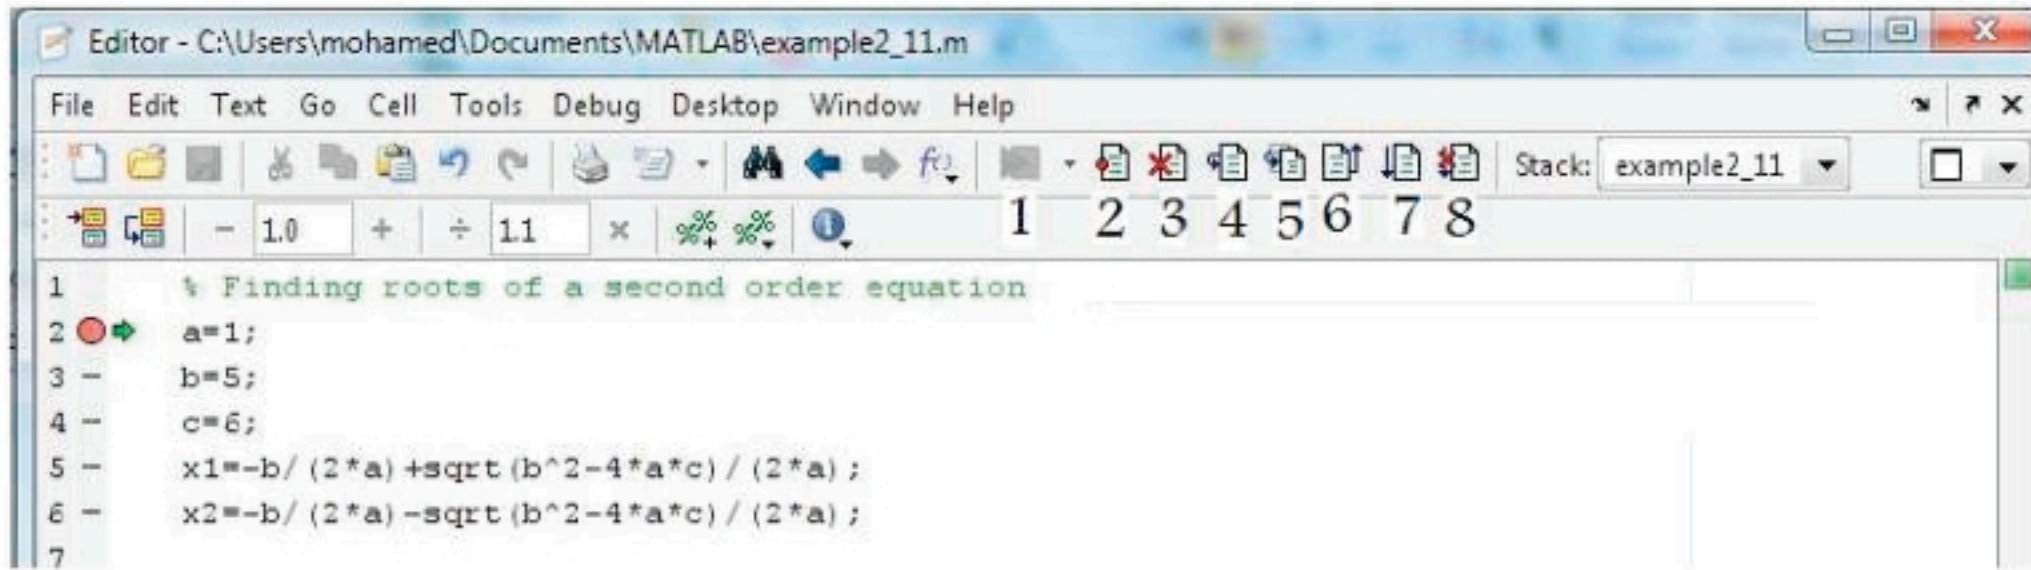 Editor - C:\Users\mohamed\Documents\MATLAB\example2_11.m
File Edit Text Go Cell Tools Debug Desktop Window Help
Stack: example2_11
1 2 3 4 5 6 7 8
- 1.0 + ÷ 1.1 ×
1 % Finding roots of a second order equation
2 a=1;
3 - b=5;
4 - c=6;
5 - x1=-b/(2*a)+sqrt(b^2-4*a*c)/(2*a);
6 - x2=-b/(2*a)-sqrt(b^2-4*a*c)/(2*a);
7